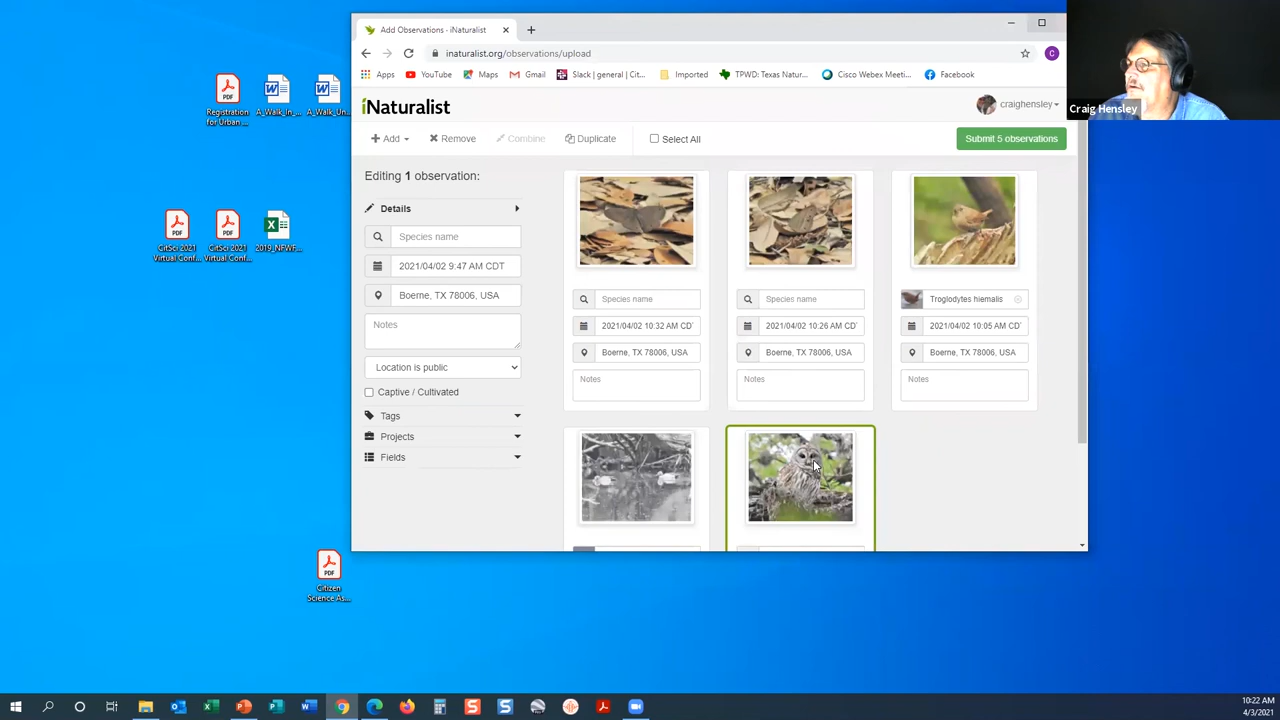 Add Observations · iNaturalist
inaturalist.org/observations/upload
C
Apps YouTube Maps Gmail Slack | general | Cit... Imported TPWD: Texas Natur... Cisco Webex Meeti... Facebook
iNaturalist
craighensley
Craig Hensley
Add Remove Combine Duplicate Select All Submit 5 observations
Editing 1 observation:
Details
Species name
2021/04/02 9:47 AM CDT
Boerne, TX 78006, USA
Notes
Location is public
Captive / Cultivated
Tags
Projects
Fields
Species name
2021/04/02 10:32 AM CD
Boerne, TX 78006, USA
Notes
Species name
2021/04/02 10:26 AM CD
Boerne, TX 78006, USA
Notes
Troglodytes hiemalis
2021/04/02 10:05 AM CD
Boerne, TX 78006, USA
Notes
PDF
Registration
for Urban ...
A_Walk_in_...
A_Walk_Un...
PDF
CitSci 2021
Virtual Conf...
PDF
CitSci 2021
Virtual Conf...
2019_NFWF...
PDF
Citizen
Science As...
10:22 AM
4/3/2021